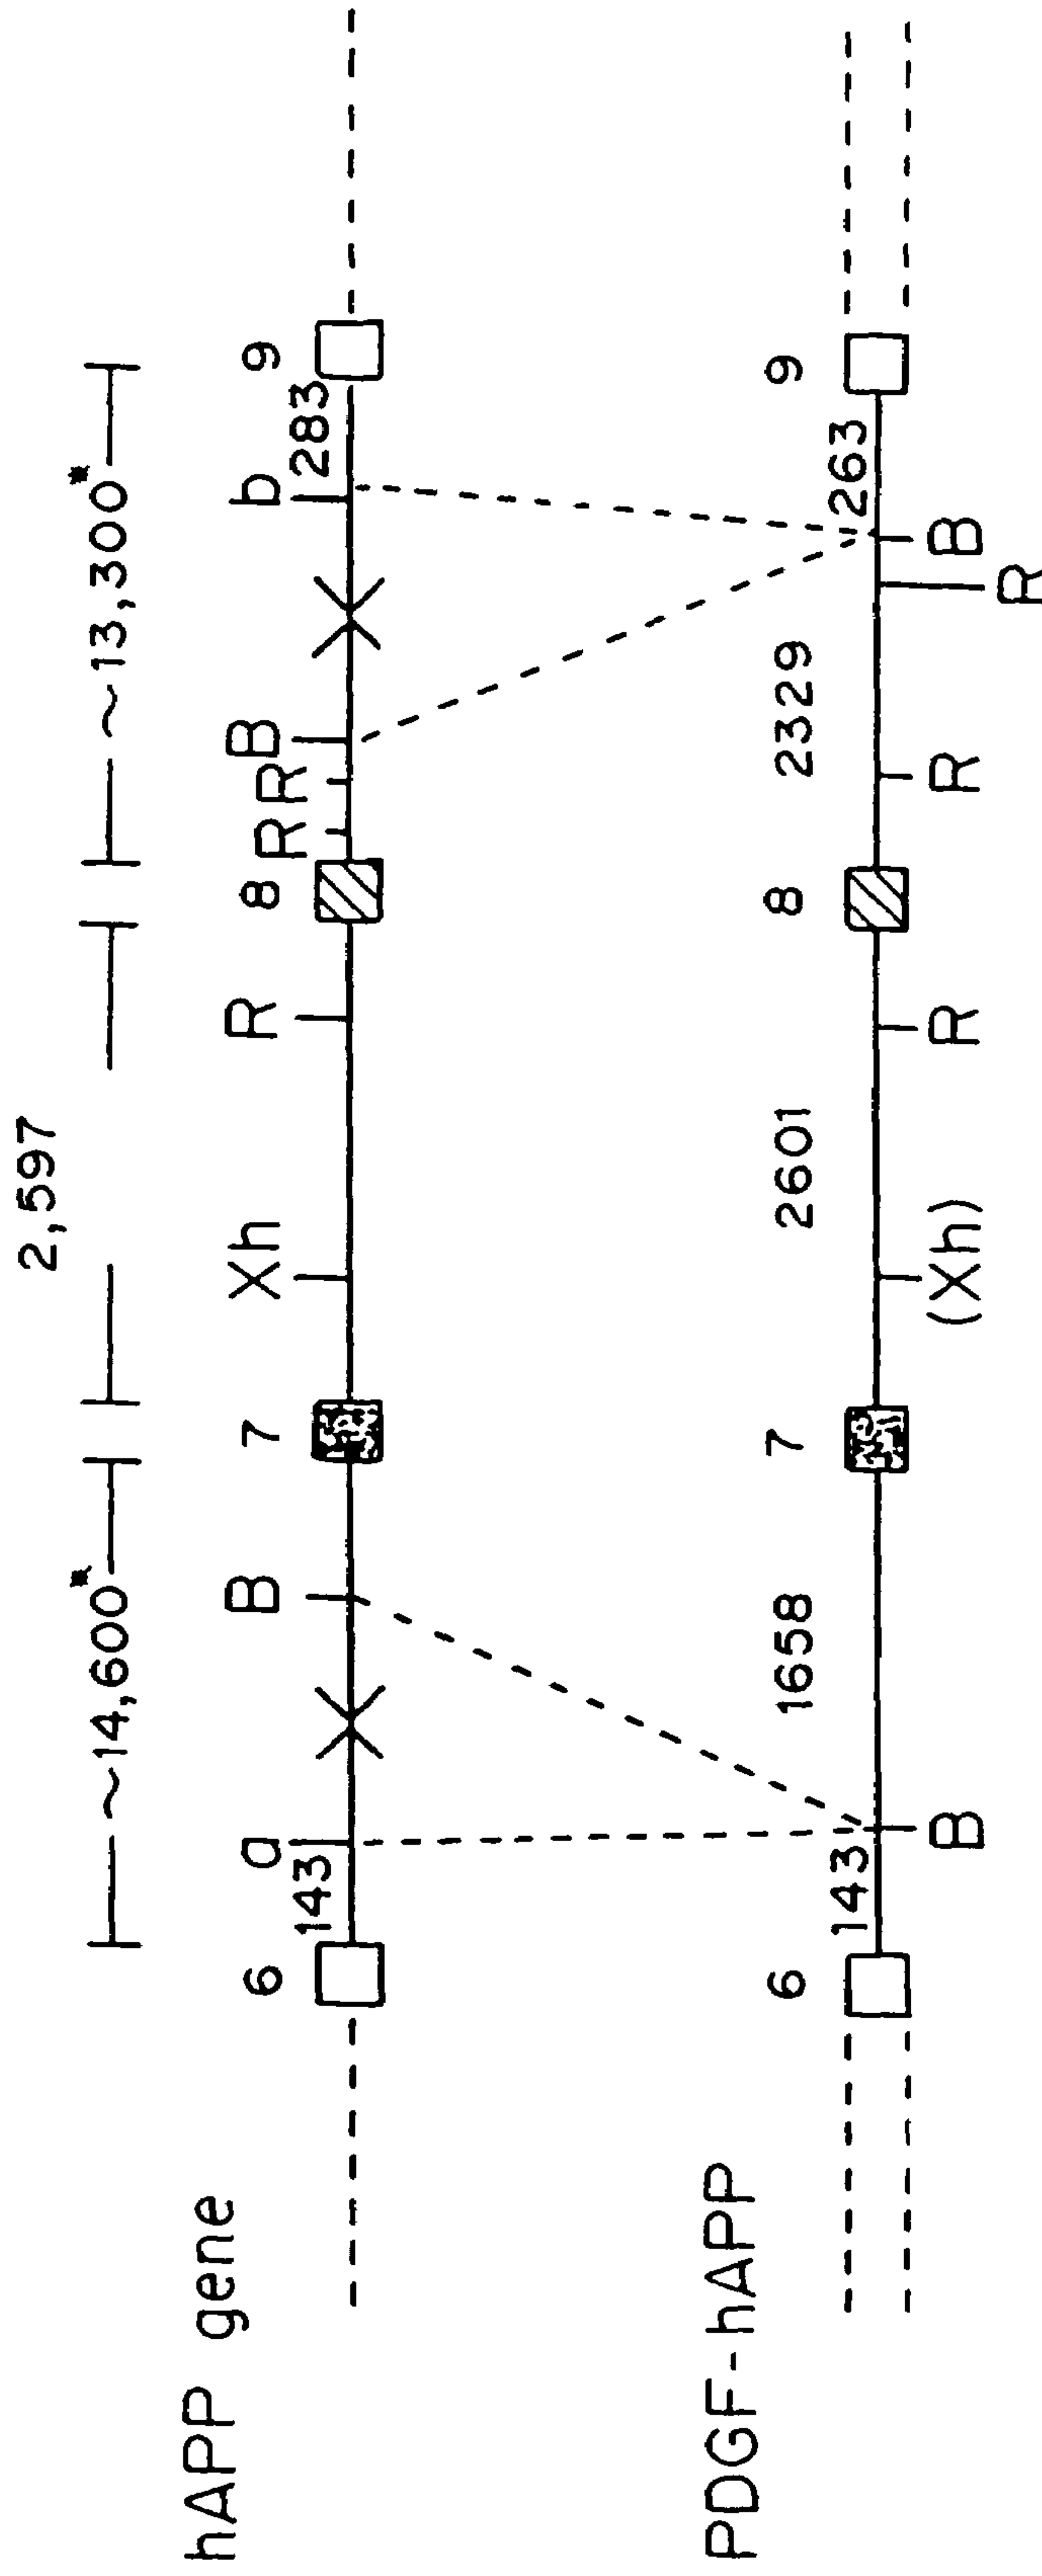 2,597
~14,600* ~13,300*
6 a B 7 Xh R 8 R R B b 9
143 283
hAPP gene
6 7 8 9
143 1658 2601 2329 263
PDGF-hAPP
B (Xh) R R R B